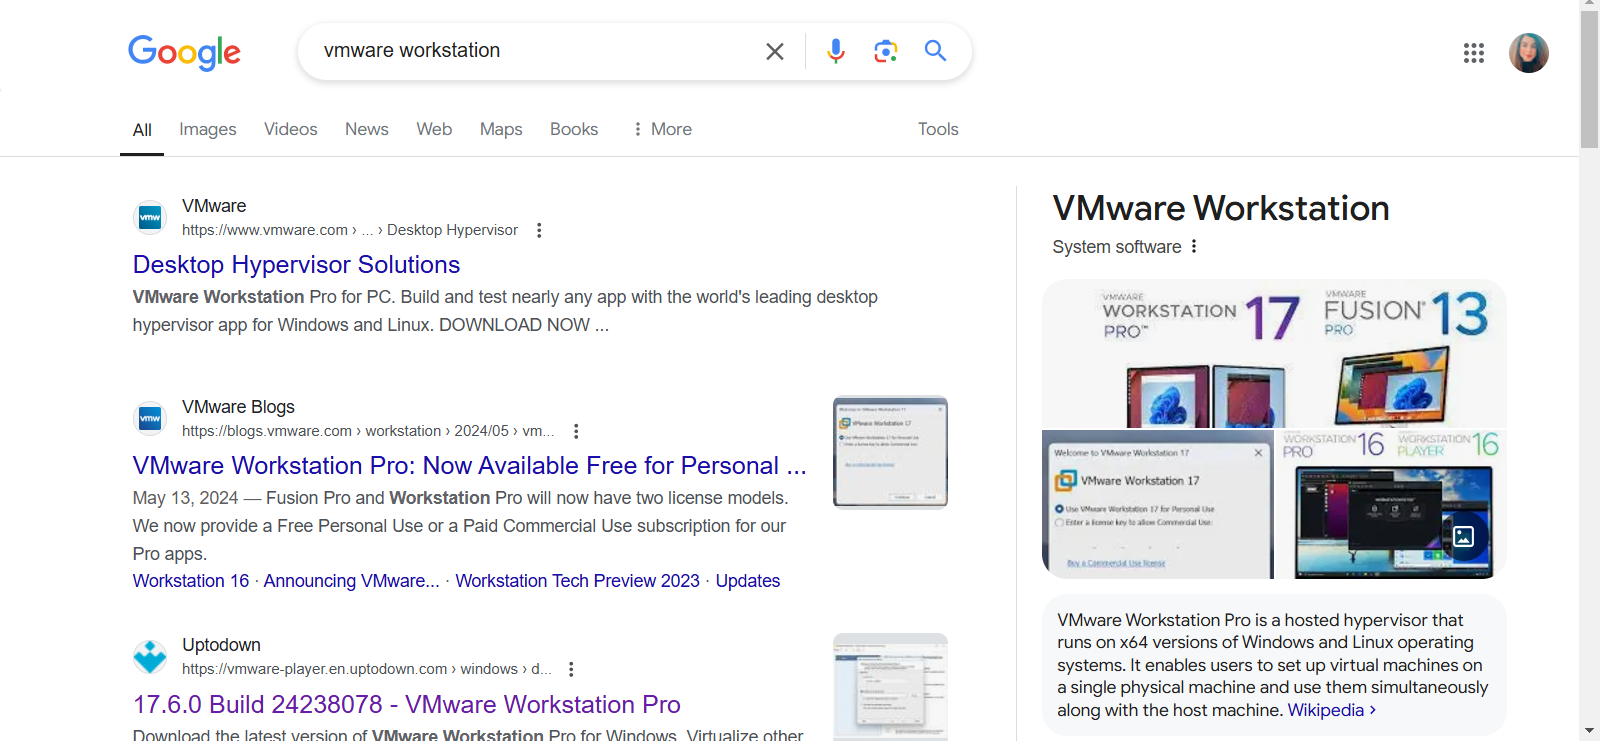 Google
vmware workstation
All Images Videos News Web Maps Books More Tools
vmw
VMware
https://www.vmware.com › ... › Desktop Hypervisor
Desktop Hypervisor Solutions
VMware Workstation Pro for PC. Build and test nearly any app with the world's leading desktop
hypervisor app for Windows and Linux. DOWNLOAD NOW ...
vmw
VMware Blogs
https://blogs.vmware.com › workstation › 2024/05 › vm...
VMware Workstation Pro: Now Available Free for Personal ...
May 13, 2024 — Fusion Pro and Workstation Pro will now have two license models.
We now provide a Free Personal Use or a Paid Commercial Use subscription for our
Pro apps.
Workstation 16 · Announcing VMware... · Workstation Tech Preview 2023 · Updates
Welcome to VMware Workstation 17
VMware Workstation 17
Uptodown
https://vmware-player.en.uptodown.com › windows › d...
17.6.0 Build 24238078 - VMware Workstation Pro
Download the latest version of VMware Workstation Pro for Windows. Virtualize other
VMware Workstation
System software
VMWARE
WORKSTATION 17
PRO™
VMWARE
FUSION® 13
PRO
Welcome to VMware Workstation 17
VMware Workstation 17
Use VMware Workstation 17 for Personal Use
Enter a license key to allow Commercial Use:
Buy a Commercial Use license
WORKSTATION 16
PRO
WORKSTATION 16
PLAYER
VMware Workstation Pro is a hosted hypervisor that
runs on x64 versions of Windows and Linux operating
systems. It enables users to set up virtual machines on
a single physical machine and use them simultaneously
along with the host machine. Wikipedia ›